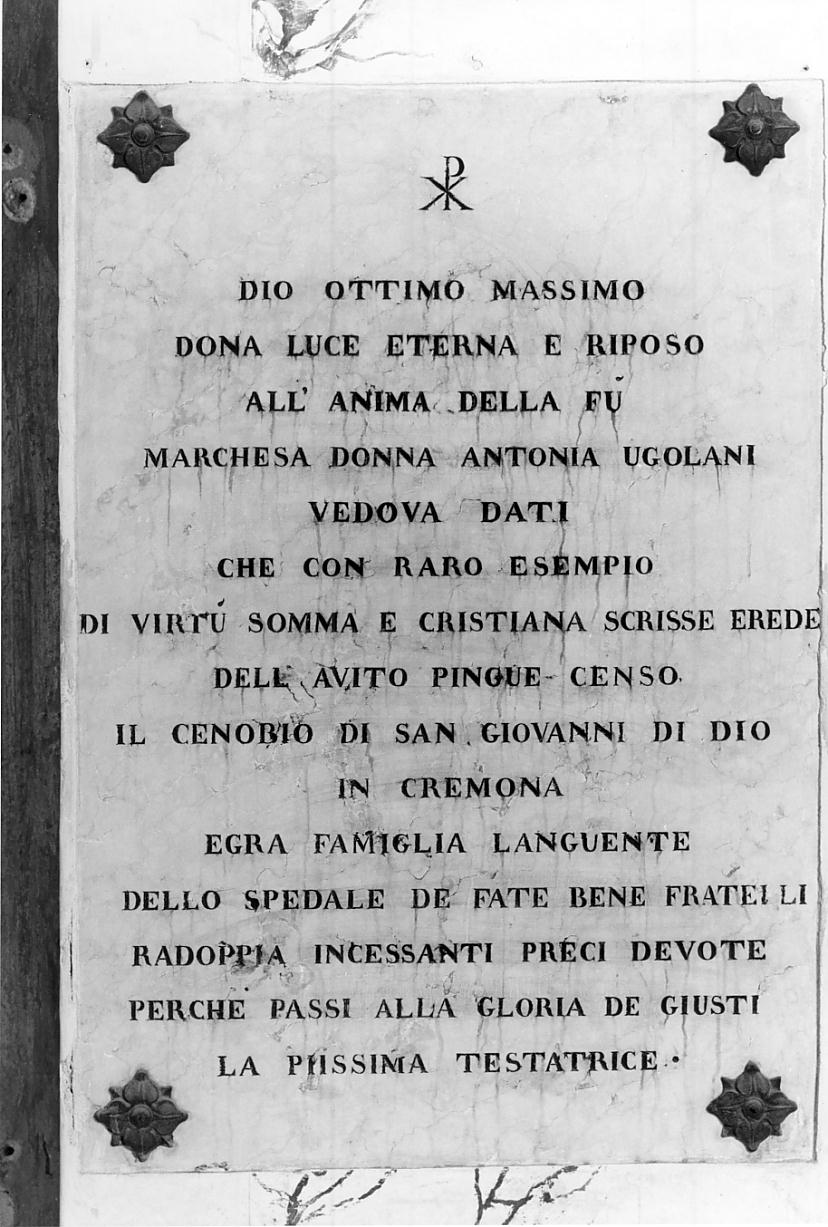 ☧
DIO OTTIMO MASSIMO
DONA LUCE ETERNA E RIPOSO
ALL' ANIMA DELLA FÙ
MARCHESA DONNA ANTONIA UGOLANI
VEDOVA DATI
CHE CON RARO ESEMPIO
DI VIRTÚ SOMMA E CRISTIANA SCRISSE EREDE
DELL' AVITO PINGUE CENSO
IL CENOBIO DI SAN GIOVANNI DI DIO
IN CREMONA
EGRA FAMIGLIA LANGUENTE
DELLO SPEDALE DE' FATE BENE FRATELLI
RADOPPIA INCESSANTI PRECI DEVOTE
PERCHE PASSI ALLA GLORIA DE GIUSTI
LA PIISSIMA TESTATRICE.